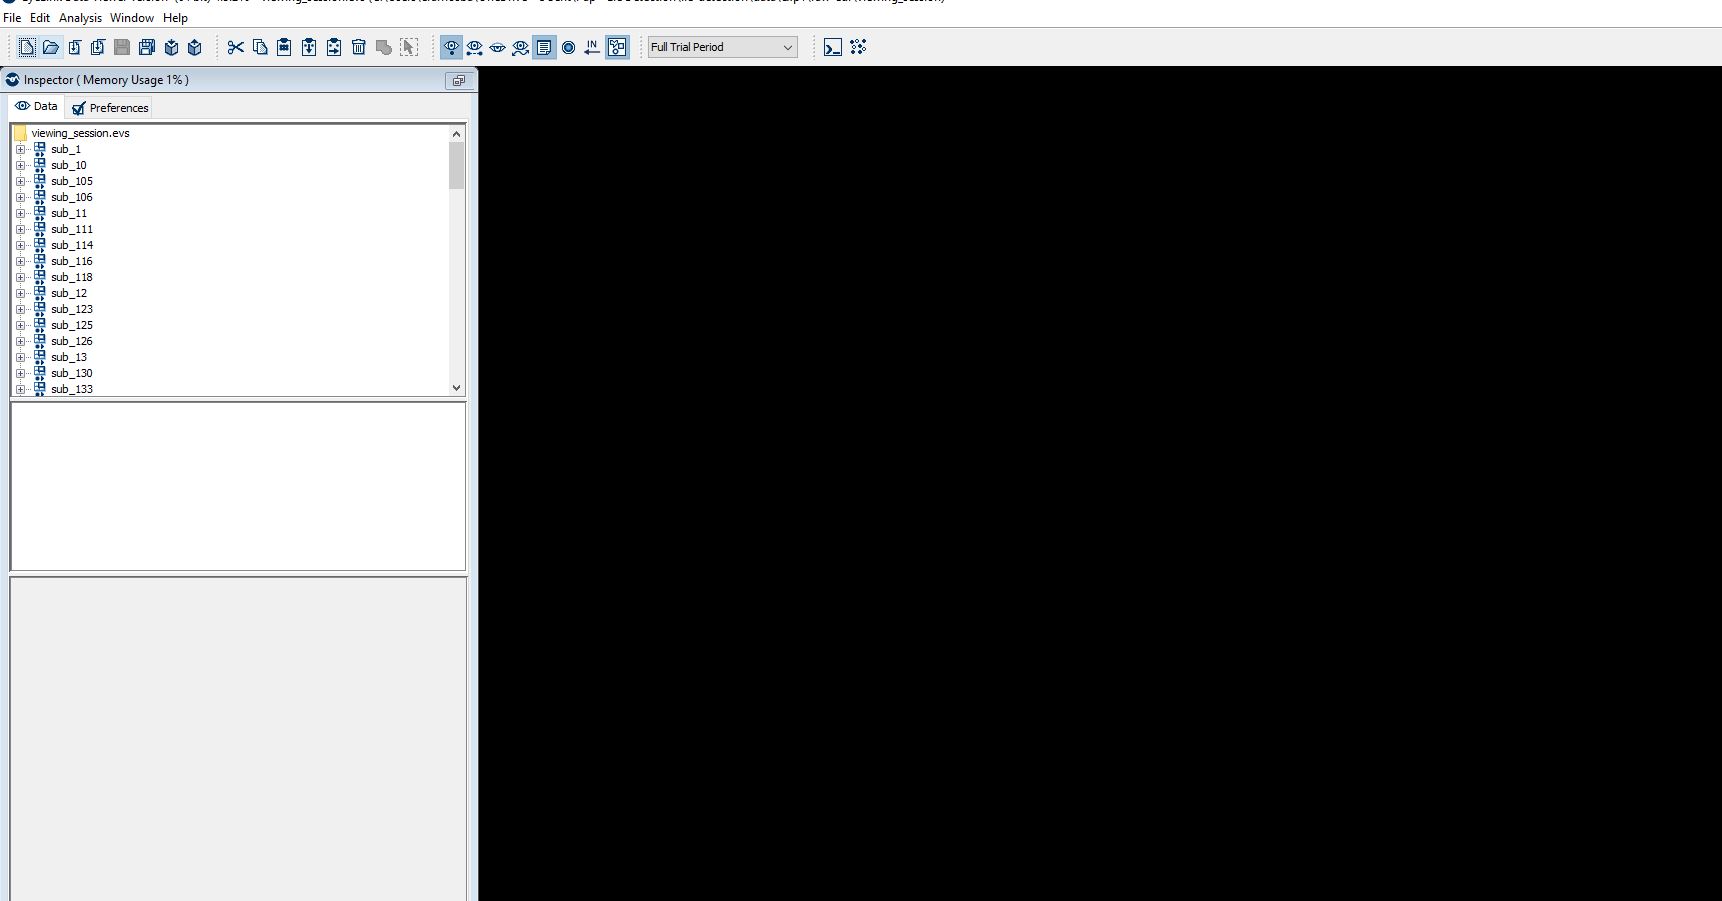 File Edit Analysis Window Help
IN
Full Trial Period
Inspector ( Memory Usage 1% )
Data Preferences
viewing_session.evs
sub_1
sub_10
sub_105
sub_106
sub_11
sub_111
sub_114
sub_116
sub_118
sub_12
sub_123
sub_125
sub_126
sub_13
sub_130
sub_133